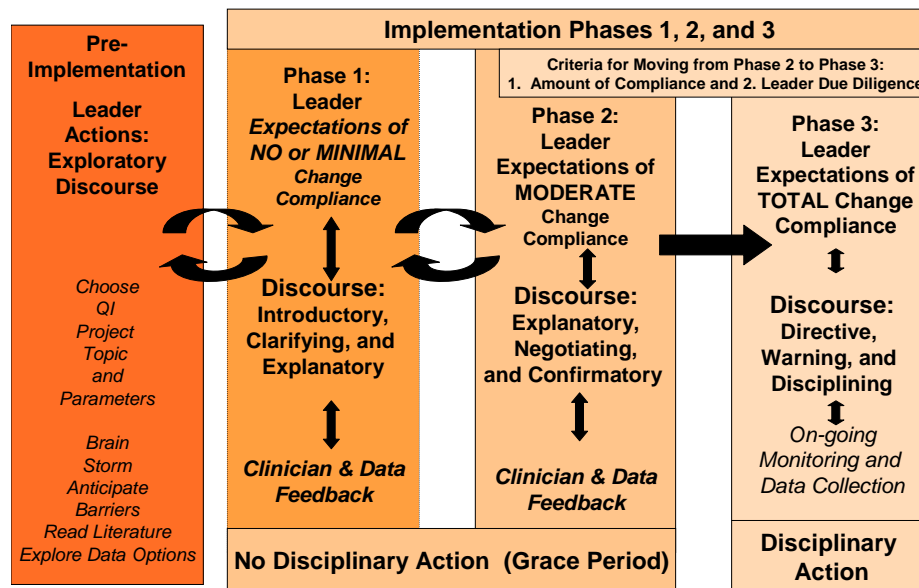 Pre-
Implementation
Leader
Actions:
Exploratory
Discourse
Choose
QI
Project
Topic
and
Parameters
Brain
Storm
Anticipate
Barriers
Read Literature
Explore Data Options
Implementation Phases 1, 2, and 3
Criteria for Moving from Phase 2 to Phase 3:
1. Amount of Compliance and 2. Leader Due Diligence
Phase 1:
Leader
Expectations of
NO or MINIMAL
Change
Compliance
Discourse:
Introductory,
Clarifying, and
Explanatory
Clinician & Data
Feedback
Phase 2:
Leader
Expectations of
MODERATE
Change
Compliance
Discourse:
Explanatory,
Negotiating,
and Confirmatory
Clinician & Data
Feedback
No Disciplinary Action (Grace Period)
Phase 3:
Leader
Expectations of
TOTAL Change
Compliance
Discourse:
Directive,
Warning, and
Disciplining
On-going
Monitoring and
Data Collection
Disciplinary
Action